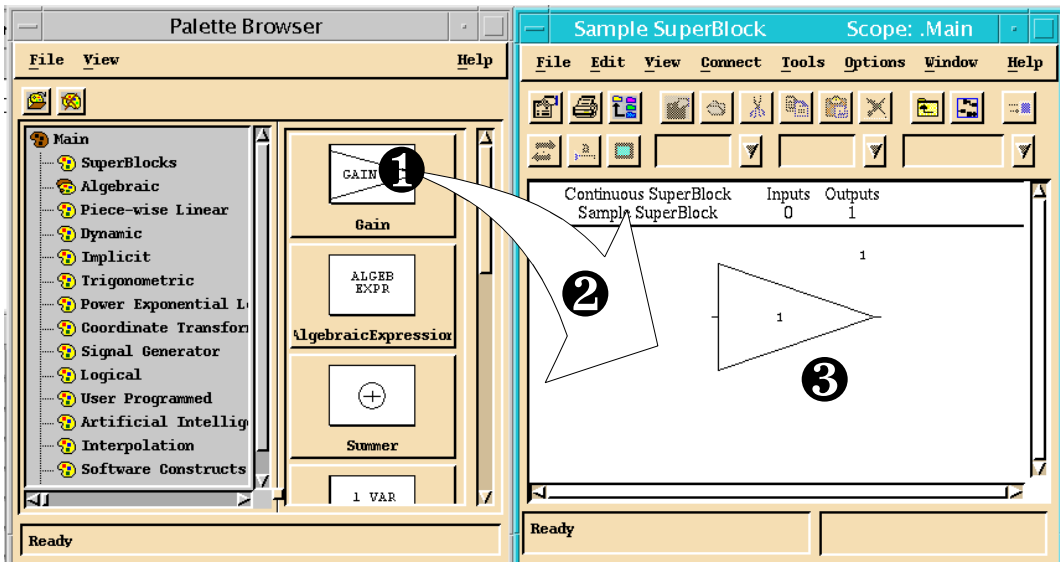 Palette Browser
File View Help
Main
SuperBlocks
Algebraic
Piece-wise Linear
Dynamic
Implicit
Trigonometric
Power Exponential L
Coordinate Transfor
Signal Generator
Logical
User Programmed
Artificial Intellig
Interpolation
Software Constructs
GAIN
Gain
ALGEB
EXPR
AlgebraicExpression
Summer
1 VAR
Ready
Sample SuperBlock Scope: .Main
File Edit View Connect Tools Options Window Help
Continuous SuperBlock Inputs Outputs
Sample SuperBlock 0 1
1
1
Ready
1
2
3